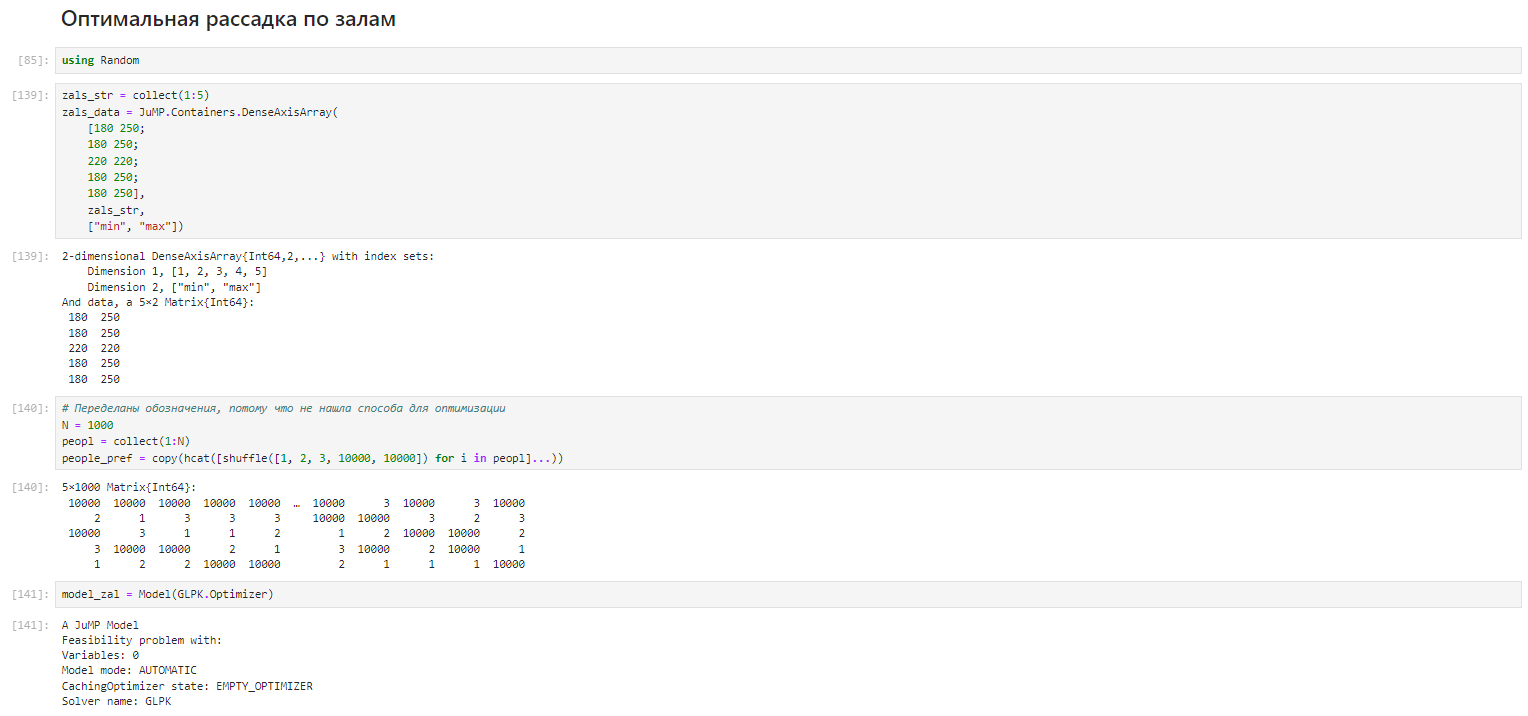 Оптимальная рассадка по залам
[85]: using Random
[139]: zals_str = collect(1:5)
zals_data = JuMP.Containers.DenseAxisArray(
[180 250;
180 250;
220 220;
180 250;
180 250],
zals_str,
["min", "max"])
[139]: 2-dimensional DenseAxisArray{Int64,2,...} with index sets:
Dimension 1, [1, 2, 3, 4, 5]
Dimension 2, ["min", "max"]
And data, a 5×2 Matrix{Int64}:
180 250
180 250
220 220
180 250
180 250
[140]: # Переделаны обозначения, потому что не нашла способа для оптимизации
N = 1000
peopl = collect(1:N)
people_pref = copy(hcat([shuffle([1, 2, 3, 10000, 10000]) for i in peopl]...))
[140]: 5×1000 Matrix{Int64}:
10000 10000 10000 10000 10000 … 10000 3 10000 3 10000
2 1 3 3 3 10000 10000 3 2 3
10000 3 1 1 2 1 2 10000 10000 2
3 10000 10000 2 1 3 10000 2 10000 1
1 2 2 10000 10000 2 1 1 1 10000
[141]: model_zal = Model(GLPK.Optimizer)
[141]: A JuMP Model
Feasibility problem with:
Variables: 0
Model mode: AUTOMATIC
CachingOptimizer state: EMPTY_OPTIMIZER
Solver name: GLPK